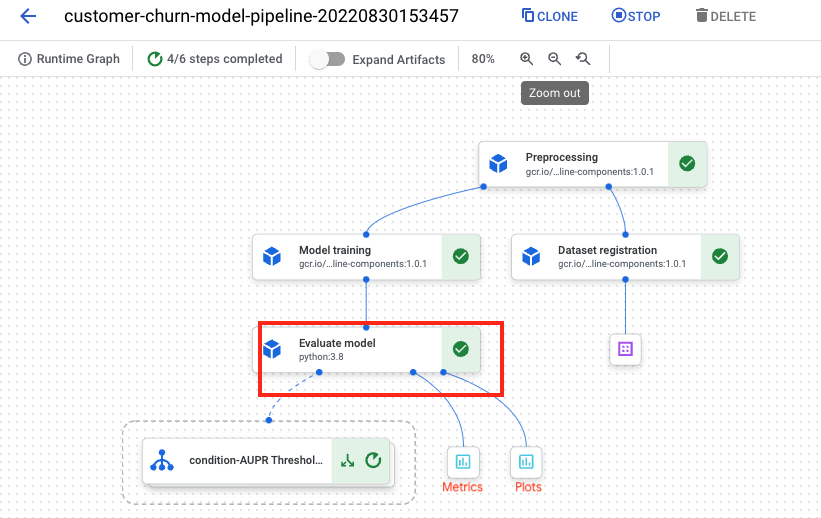 customer-churn-model-pipeline-20220830153457
CLONE
STOP
DELETE
Runtime Graph
4/6 steps completed
Expand Artifacts
80%
Zoom out
Preprocessing
gcr.io/...line-components:1.0.1
Model training
gcr.io/...line-components:1.0.1
Dataset registration
gcr.io/...line-components:1.0.1
Evaluate model
python:3.8
condition-AUPR Threshol...
Metrics
Plots